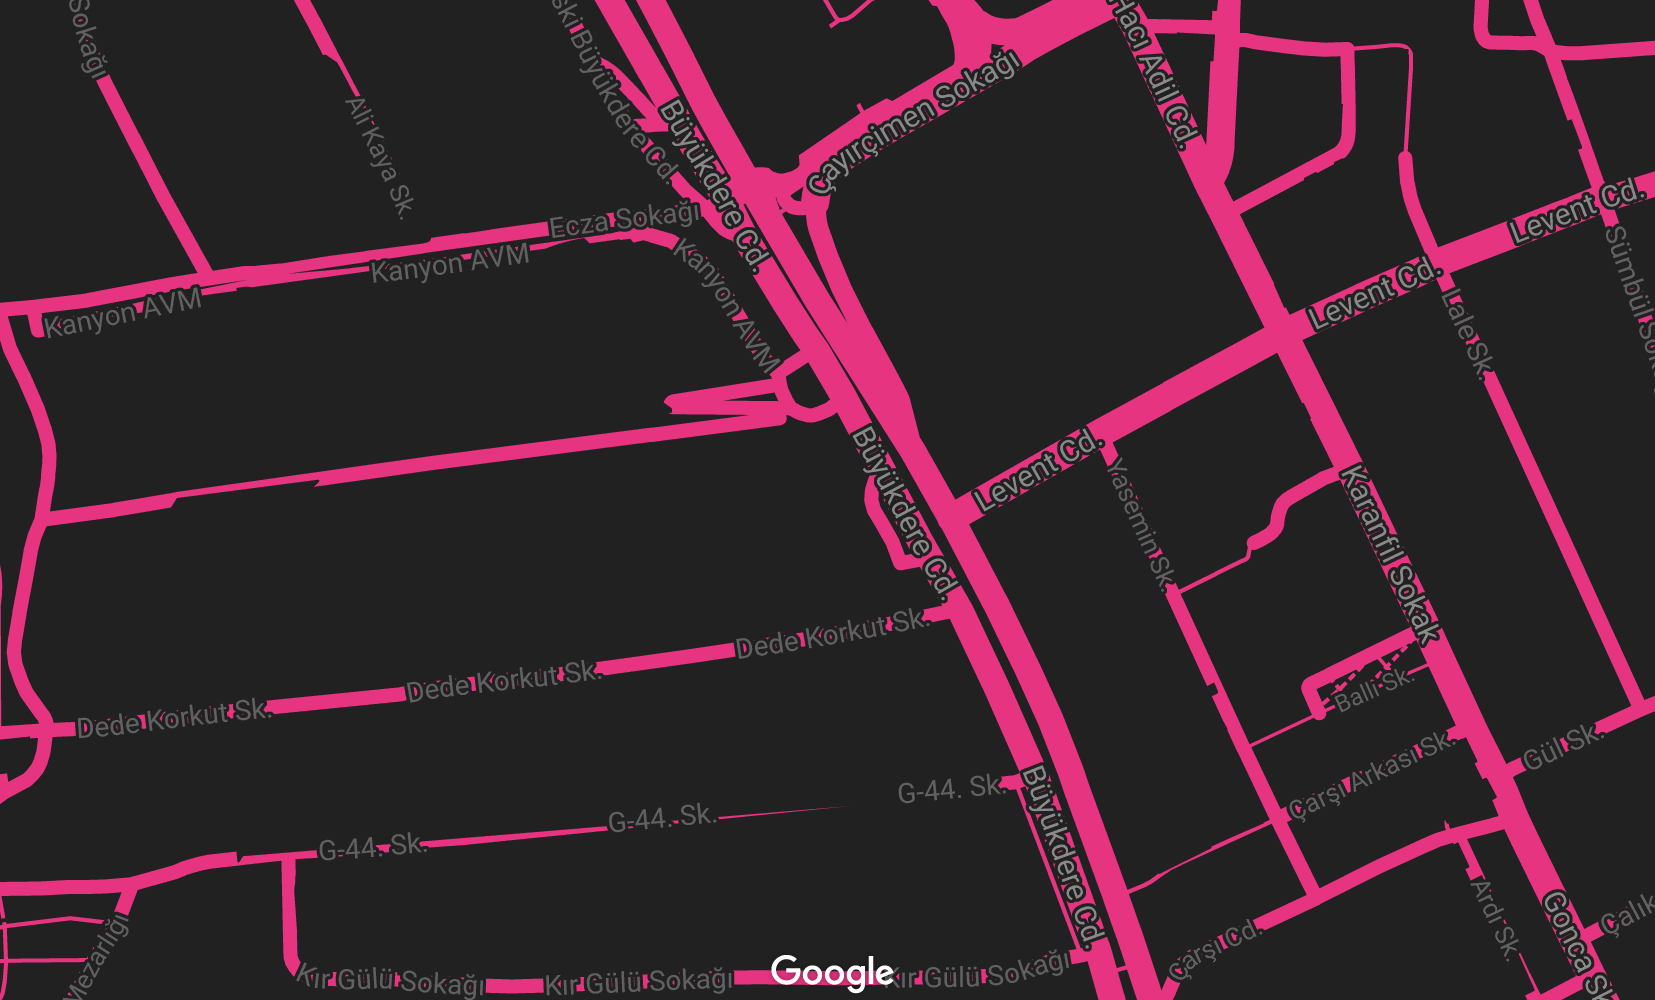 Sokağı
Ali Kaya Sk.
ski Büyükdere Cd.
Büyükdere Cd.
Çayırçimen Sokağı
Hacı Adil Cd.
Levent Cd.
Levent Cd.
Ecza Sokağı
Kanyon AVM
Kanyon AVM
Kanyon AVM
Lale Sk.
Sümbül So
Büyükdere Cd.
Levent Cd.
Yasemin Sk.
Karanfil Sokak
Dede Korkut Sk.
Dede Korkut Sk.
Dede Korkut Sk.
Balli Sk.
Gül Sk.
Çarşı Arkası Sk.
G-44. Sk.
G-44. Sk.
G-44. Sk.
Büyükdere Cd.
Mezarlığı
Kır Gülü Sokağı
Kır Gülü Sokağı
Kır Gülü Sokağı
Google
Çarşı Cd.
Ardı Sk.
Gonca Sk
Çalık